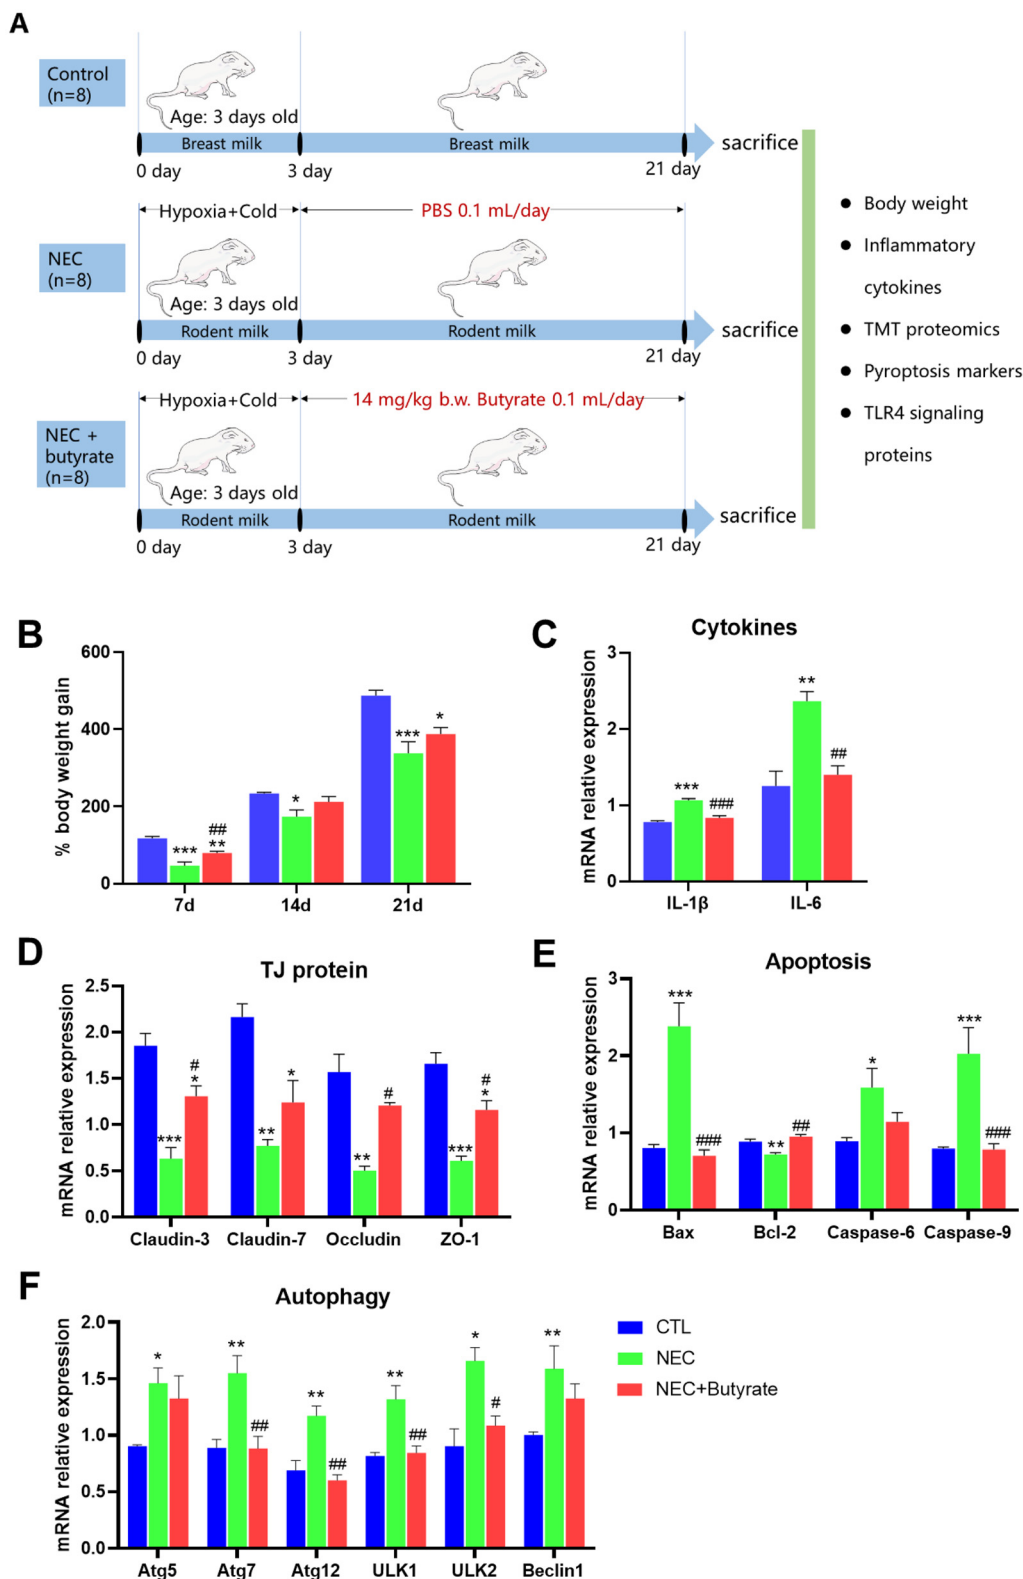 A
Control
(n=8)
Age: 3 days old
Breast milk
Breast milk
sacrifice
0 day
3 day
21 day
Hypoxia+Cold
PBS 0.1 mL/day
NEC
(n=8)
Age: 3 days old
Rodent milk
Rodent milk
sacrifice
0 day
3 day
21 day
Hypoxia+Cold
14 mg/kg b.w. Butyrate 0.1 mL/day
NEC +
butyrate
(n=8)
Age: 3 days old
Rodent milk
Rodent milk
sacrifice
0 day
3 day
21 day
● Body weight
● Inflammatory
cytokines
● TMT proteomics
● Pyroptosis markers
● TLR4 signaling
proteins
B
% body weight gain
600
400
200
0
***
##
**
*
***
*
7d
14d
21d
C
Cytokines
mRNA relative expression
3
2
1
0
***
###
**
##
IL-1β
IL-6
D
TJ protein
mRNA relative expression
2.5
2.0
1.5
1.0
0.5
0.0
***
#
*
**
*
**
#
***
#
*
Claudin-3
Claudin-7
Occludin
ZO-1
E
Apoptosis
mRNA relative expression
3
2
1
0
***
###
**
##
*
***
###
Bax
Bcl-2
Caspase-6
Caspase-9
F
Autophagy
mRNA relative expression
2.0
1.5
1.0
0.5
0.0
*
**
##
**
##
**
##
*
#
**
Atg5
Atg7
Atg12
ULK1
ULK2
Beclin1
CTL
NEC
NEC+Butyrate